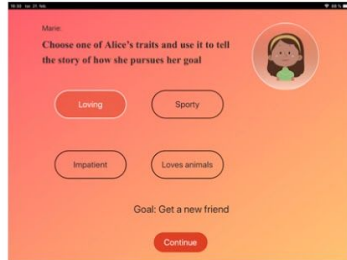 Marie:
Choose one of Alice's traits and use it to tell
the story of how she pursues her goal
Loving
Sporty
Impatient
Loves animals
Goal: Get a new friend
Continue